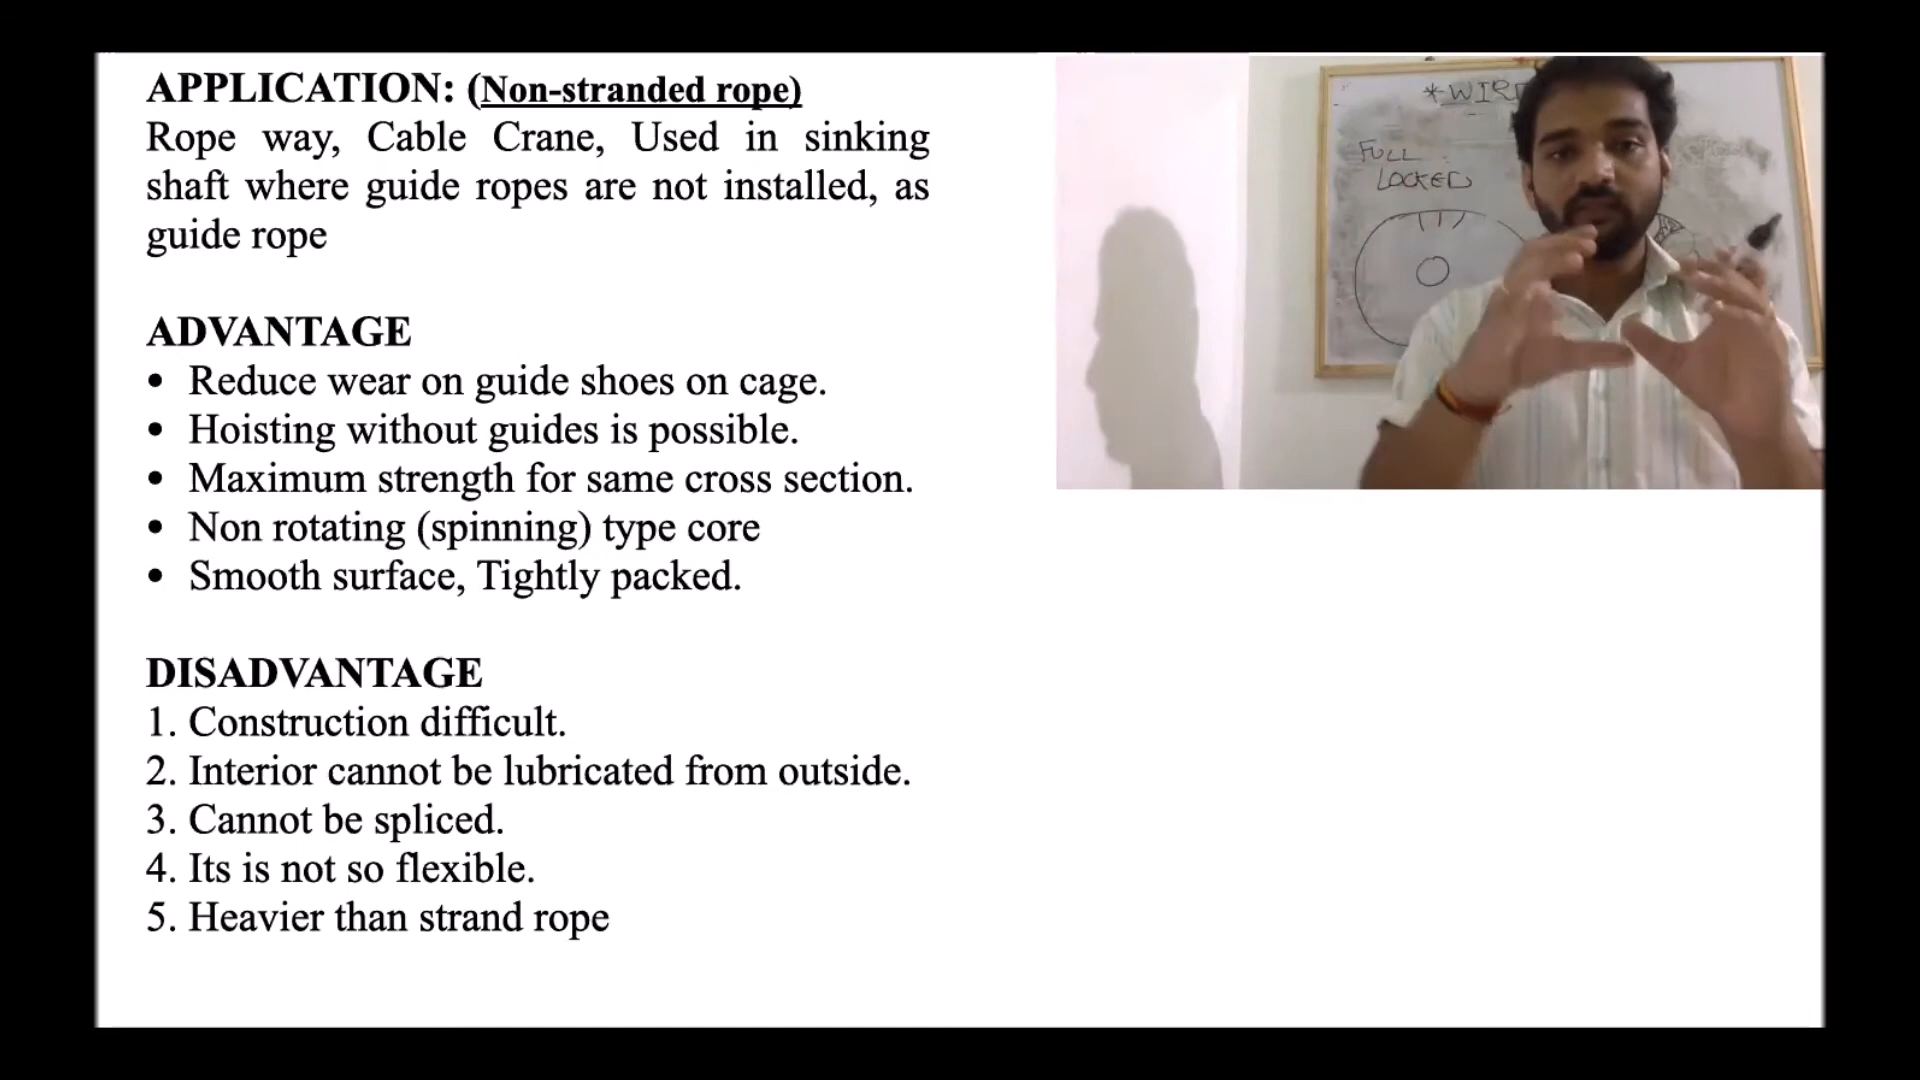 APPLICATION: (Non-stranded rope)
Rope way, Cable Crane, Used in sinking
shaft where guide ropes are not installed, as
guide rope
ADVANTAGE
• Reduce wear on guide shoes on cage.
• Hoisting without guides is possible.
• Maximum strength for same cross section.
• Non rotating (spinning) type core
• Smooth surface, Tightly packed.
DISADVANTAGE
1. Construction difficult.
2. Interior cannot be lubricated from outside.
3. Cannot be spliced.
4. Its is not so flexible.
5. Heavier than strand rope
*WIRE
FULL
LOCKED